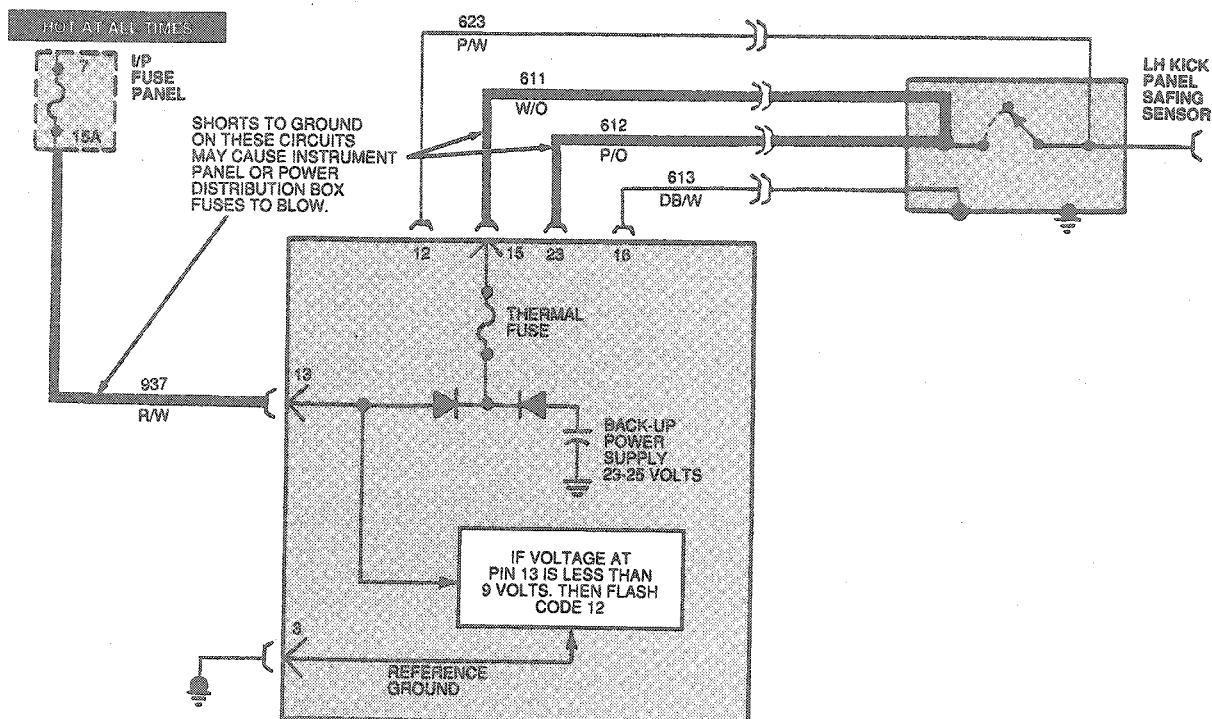 HOT AT ALL TIMES
7
15A
I/P
FUSE
PANEL
SHORTS TO GROUND
ON THESE CIRCUITS
MAY CAUSE INSTRUMENT
PANEL OR POWER
DISTRIBUTION BOX
FUSES TO BLOW.
623
P/W
611
W/O
612
P/O
613
DB/W
LH KICK
PANEL
SAFING
SENSOR
12
15
23
16
THERMAL
FUSE
937
R/W
13
BACK-UP
POWER
SUPPLY
23-25 VOLTS
IF VOLTAGE AT
PIN 13 IS LESS THAN
9 VOLTS. THEN FLASH
CODE 12
3
REFERENCE
GROUND